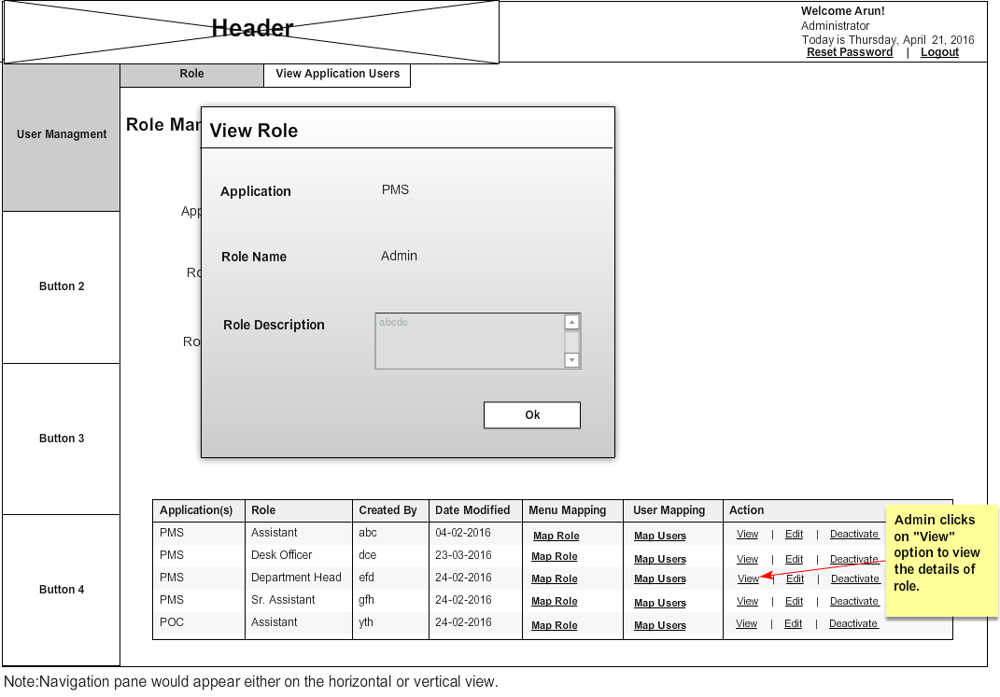 Header
Welcome Arun!
Administrator
Today is Thursday, April 21, 2016
Reset Password | Logout
Role View Application Users
User Managment
Role Mar
View Role
Application PMS
App
Role Name Admin
Ro
Role Description abcde
Ro
Ok
Button 2
Button 3
Button 4
Application(s) Role Created By Date Modified Menu Mapping User Mapping Action
PMS Assistant abc 04-02-2016 Map Role Map Users View | Edit | Deactivate
PMS Desk Officer dce 23-03-2016 Map Role Map Users View | Edit | Deactivate
PMS Department Head efd 24-02-2016 Map Role Map Users View | Edit | Deactivate
PMS Sr. Assistant gfh 24-02-2016 Map Role Map Users View | Edit | Deactivate
POC Assistant yth 24-02-2016 Map Role Map Users View | Edit | Deactivate
Admin clicks
on "View"
option to view
the details of
role.
Note:Navigation pane would appear either on the horizontal or vertical view.